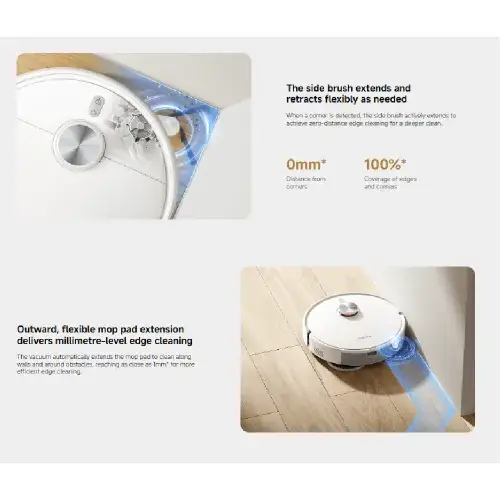 The side brush extends and
retracts flexibly as needed
When a corner is detected, the side brush actively extends to
achieve zero-distance edge cleaning for a deeper clean.
0mm* 100%*
Distance from Coverage of edges
corners and corners
Outward, flexible mop pad extension
delivers millimetre-level edge cleaning
The vacuum automatically extends the mop pad to clean along
walls and around obstacles, reaching as close as 1mm* for more
efficient edge cleaning.